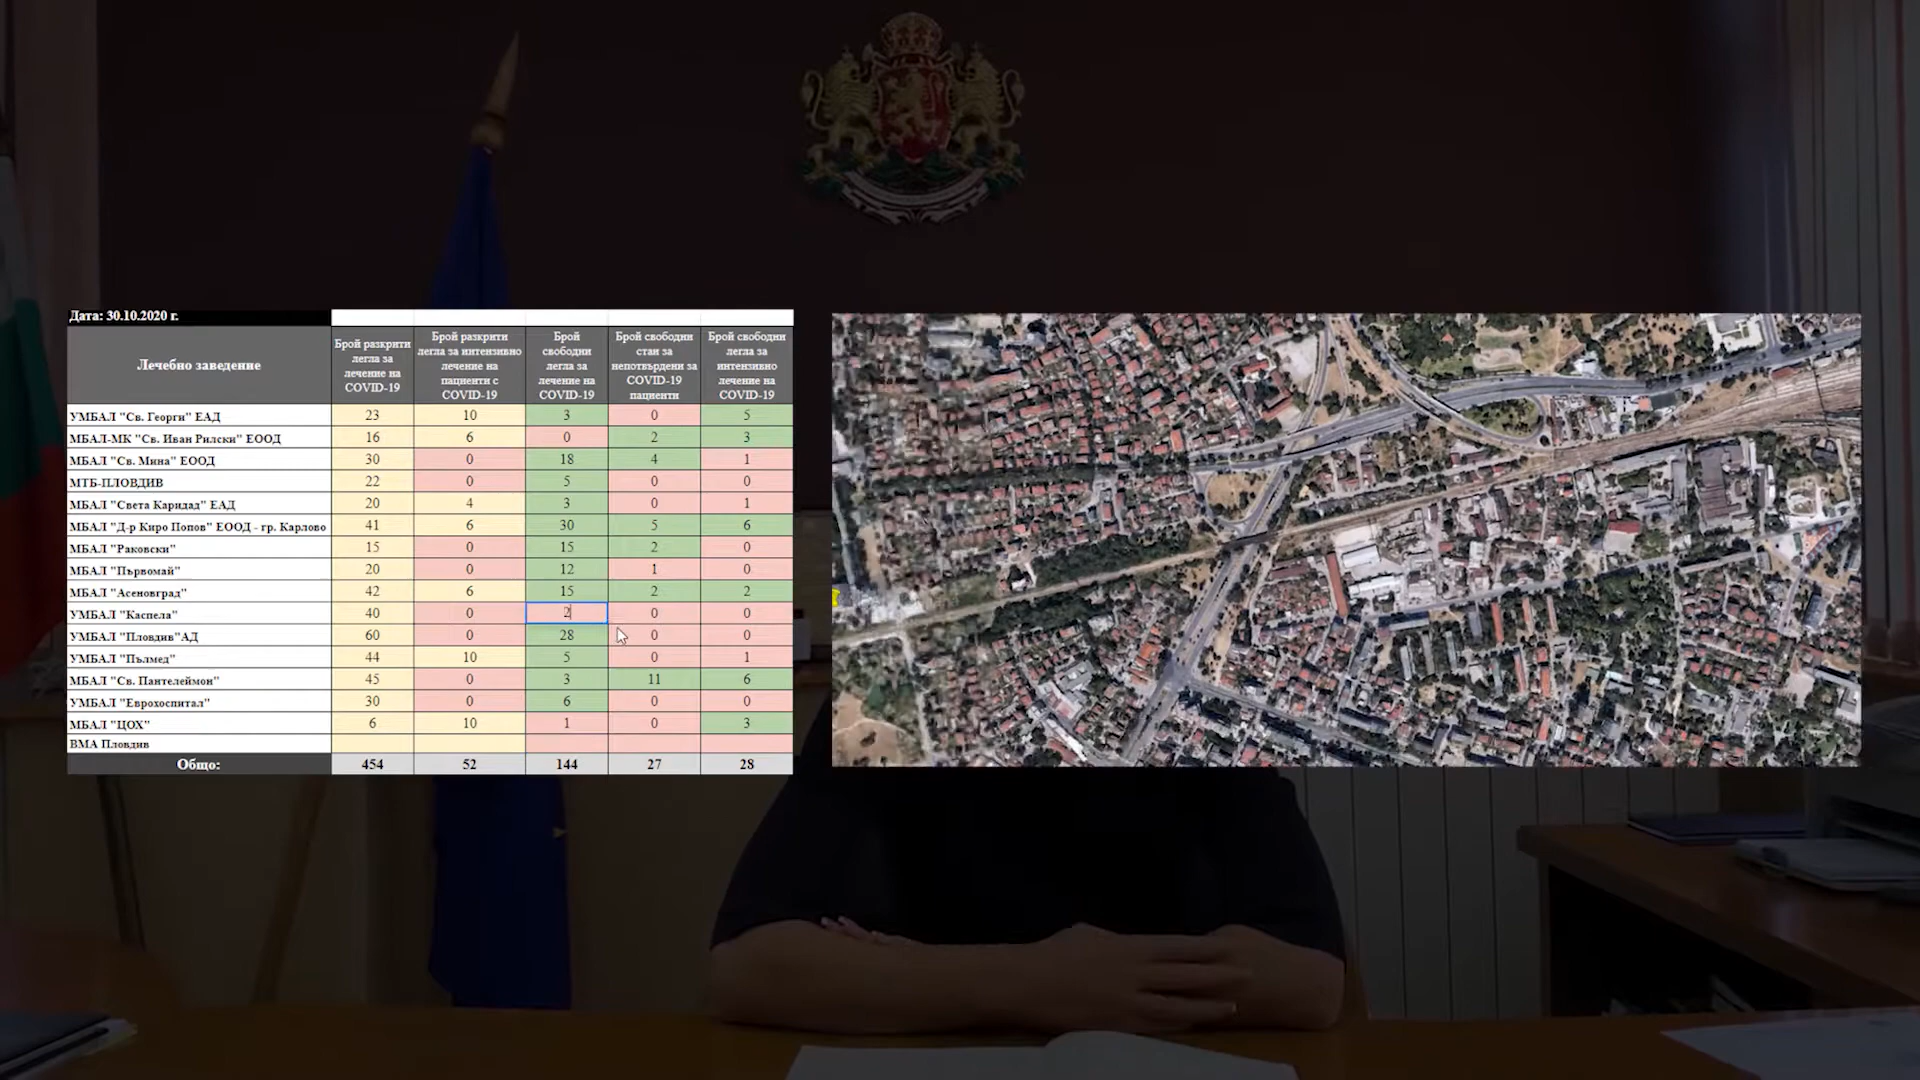 Дата: 30.10.2020 г.
Лечебно заведение
Брой разкрити
легла за
лечение на
COVID-19
Брой разкрити
легла за интензивно
лечение на
пациенти с
COVID-19
Брой
свободни
легла за
лечение на
COVID-19
Брой свободни
стаи за
непотвърдени за
COVID-19
пациенти
Брой свободни
легла за
интензивно
лечение на
COVID-19
УМБАЛ "Св. Георги" ЕАД 23 10 3 0 5
МБАЛ-МК "Св. Иван Рилски" ЕООД 16 6 0 2 3
МБАЛ "Св. Мина" ЕООД 30 0 18 4 1
МТБ-ПЛОВДИВ 22 0 5 0 0
МБАЛ "Света Каридад" ЕАД 20 4 3 0 1
МБАЛ "Д-р Киро Попов" ЕООД - гр. Карлово 41 6 30 5 6
МБАЛ "Раковски" 15 0 15 2 0
МБАЛ "Първомай" 20 0 12 1 0
МБАЛ "Асеновград" 42 6 15 2 2
УМБАЛ "Каспела" 40 0 2 0 0
УМБАЛ "Пловдив"АД 60 0 28 0 0
УМБАЛ "Пълмед" 44 10 5 0 1
МБАЛ "Св. Пантелеймон" 45 0 3 11 6
УМБАЛ "Еврохоспитал" 30 0 6 0 0
МБАЛ "ЦОХ" 6 10 1 0 3
ВМА Пловдив
Общо: 454 52 144 27 28